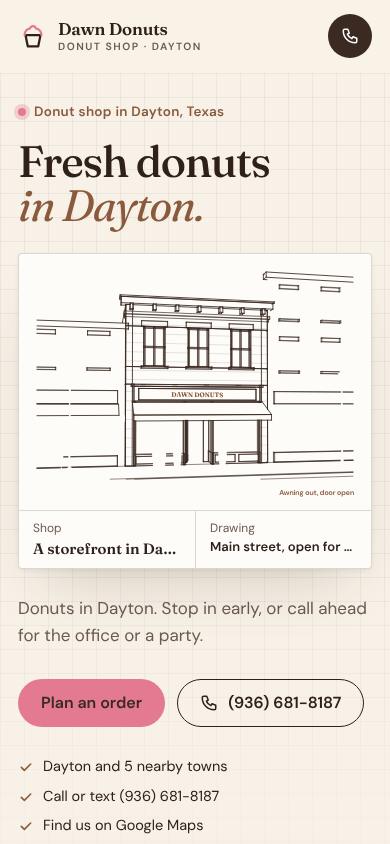 Dawn Donuts
DONUT SHOP · DAYTON
Donut shop in Dayton, Texas
Fresh donuts
in Dayton.
DAWN DONUTS
Awning out, door open
Shop
A storefront in Da...
Drawing
Main street, open for ...
Donuts in Dayton. Stop in early, or call ahead
for the office or a party.
Plan an order
(936) 681-8187
Dayton and 5 nearby towns
Call or text (936) 681-8187
Find us on Google Maps